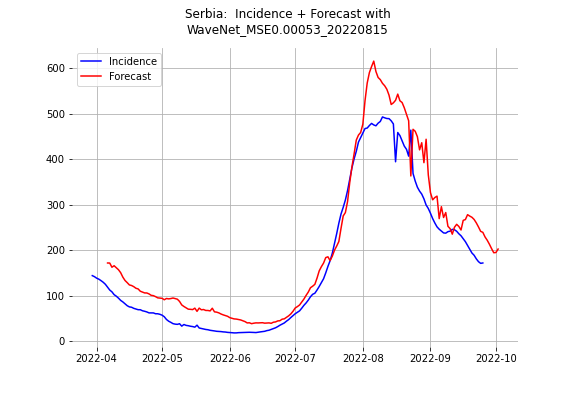 Serbia:  Incidence + Forecast with
WaveNet_MSE0.00053_20220815
Incidence
Forecast
600
500
400
300
200
100
0
2022-04 2022-05 2022-06 2022-07 2022-08 2022-09 2022-10